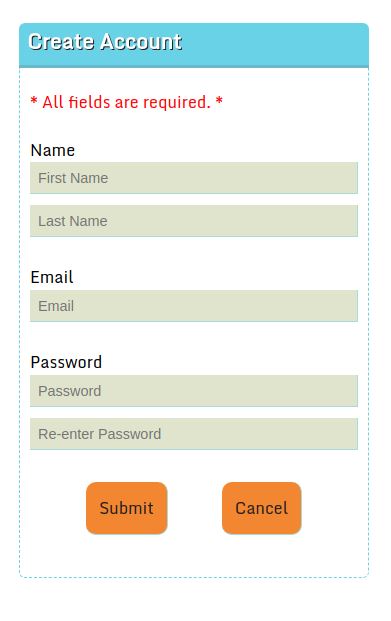 Create Account
* All fields are required. *
Name
First Name
Last Name
Email
Email
Password
Password
Re-enter Password
Submit Cancel